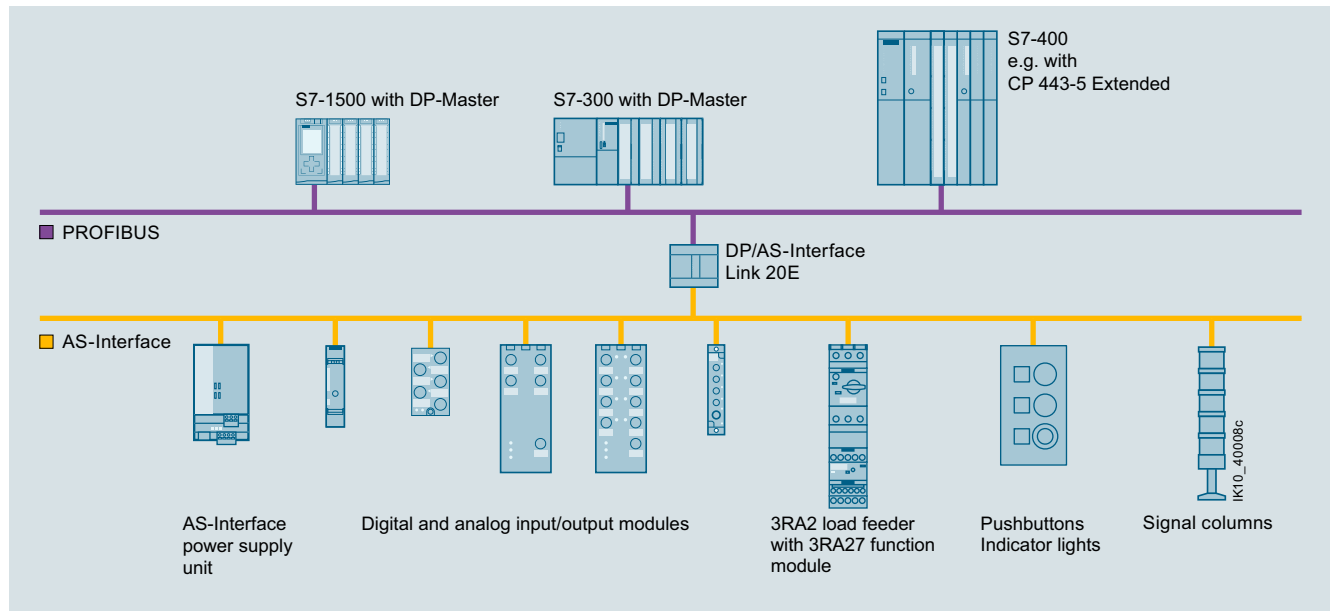 S7-400
e.g. with
CP 443-5 Extended
S7-1500 with DP-Master
S7-300 with DP-Master
PROFIBUS
DP/AS-Interface
Link 20E
AS-Interface
IK10_40008c
AS-Interface
power supply
unit
Digital and analog input/output modules
3RA2 load feeder
with 3RA27 function
module
Pushbuttons
Indicator lights
Signal columns